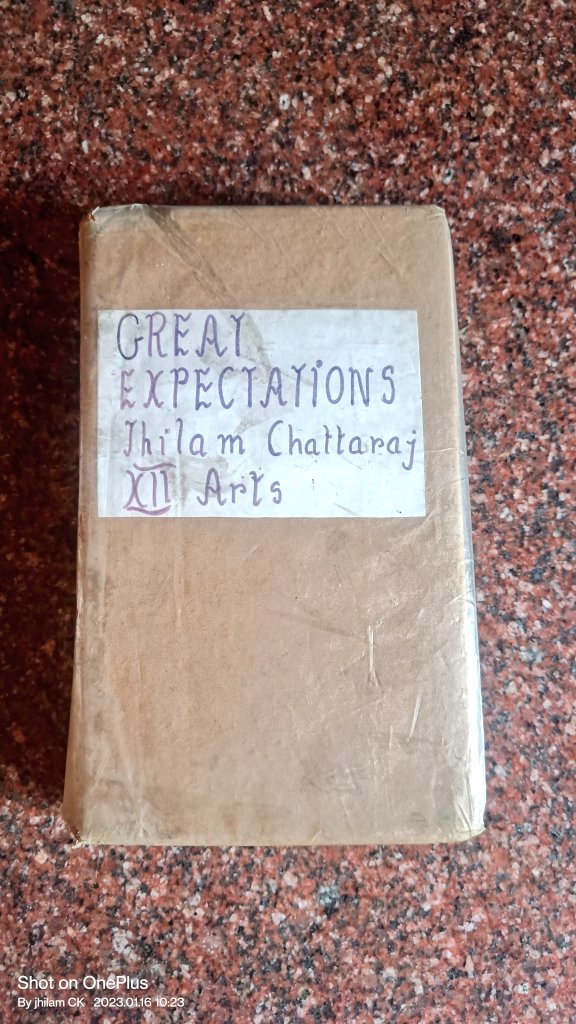 GREAT
EXPECTATIONS
Jhilam Chattaraj
XII Arts
Shot on OnePlus
By jhilam CK 2023.01.16 10:23